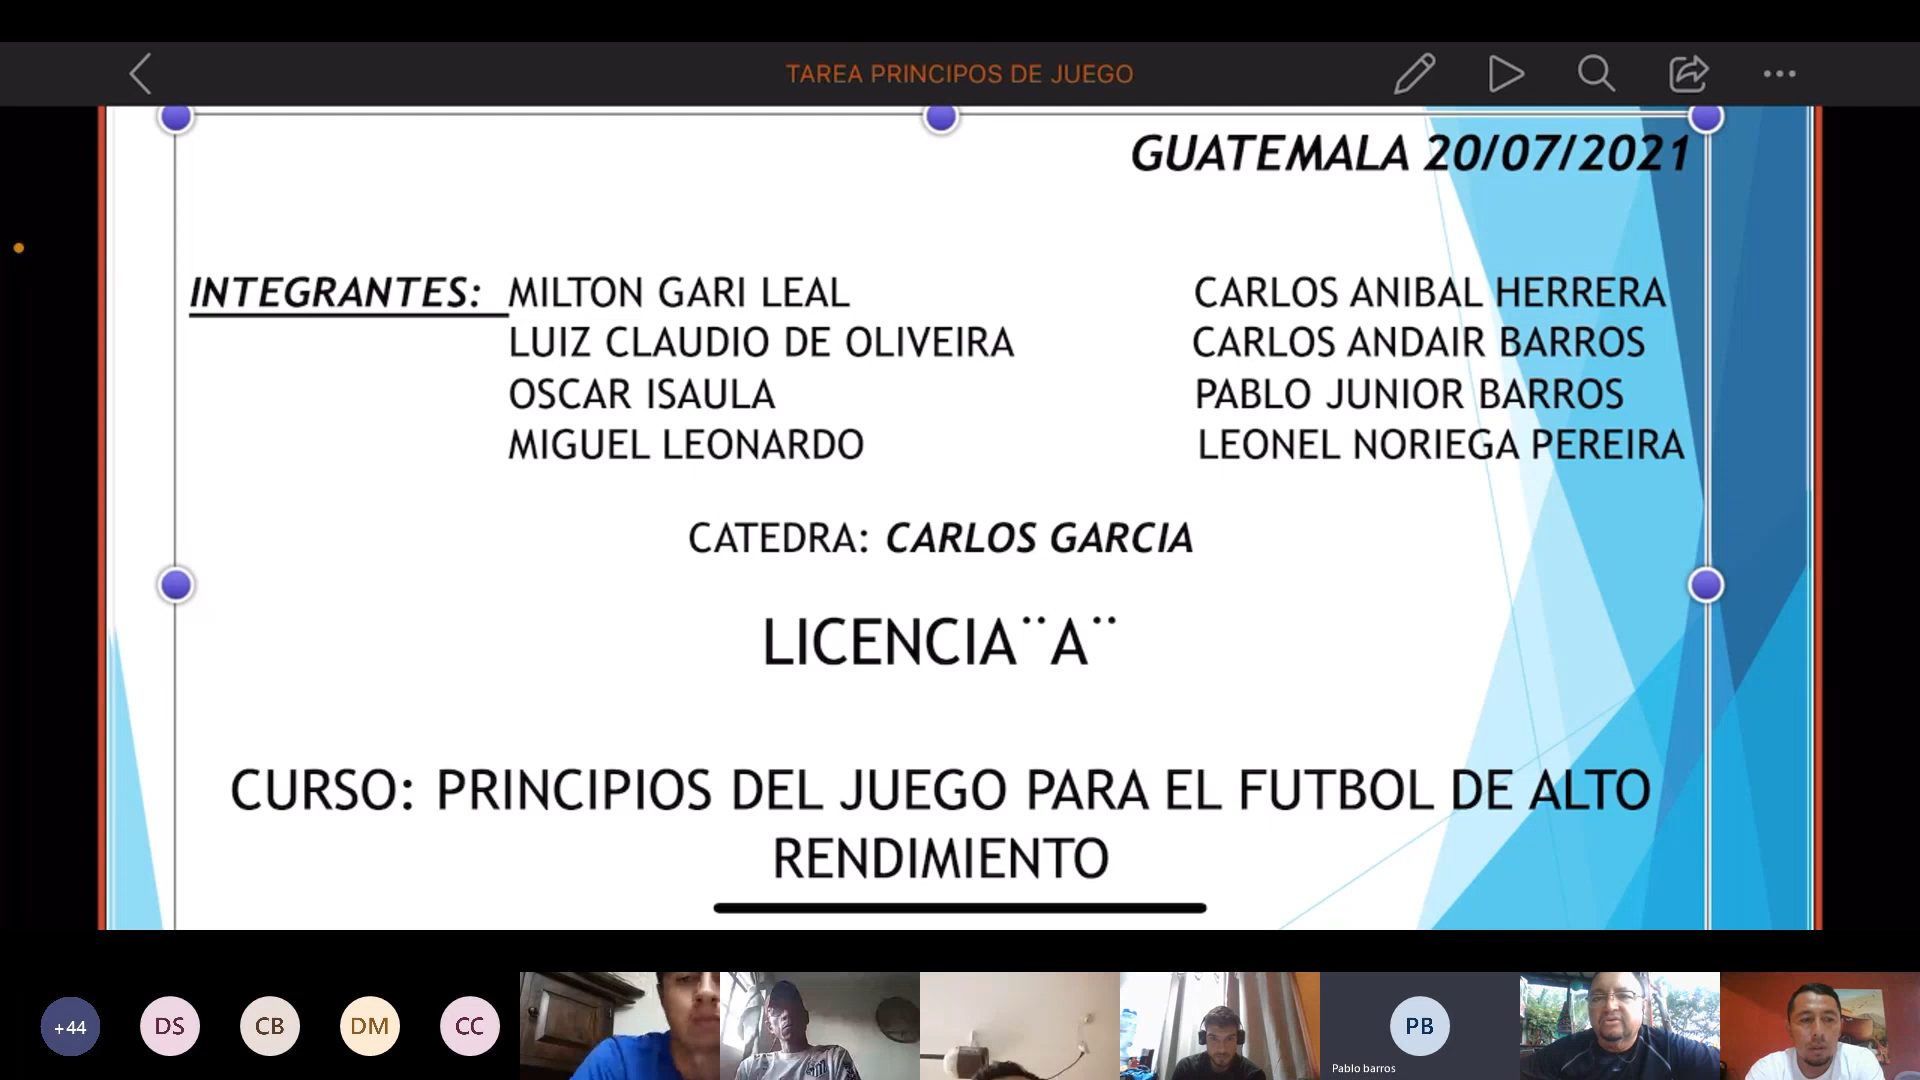 TAREA PRINCIPOS DE JUEGO
GUATEMALA 20/07/2021
INTEGRANTES: MILTON GARI LEAL CARLOS ANIBAL HERRERA
LUIZ CLAUDIO DE OLIVEIRA CARLOS ANDAIR BARROS
OSCAR ISAULA PABLO JUNIOR BARROS
MIGUEL LEONARDO LEONEL NORIEGA PEREIRA
CATEDRA: CARLOS GARCIA
LICENCIA¨A¨
CURSO: PRINCIPIOS DEL JUEGO PARA EL FUTBOL DE ALTO
RENDIMIENTO
+44 DS CB DM CC PB
Pablo barros